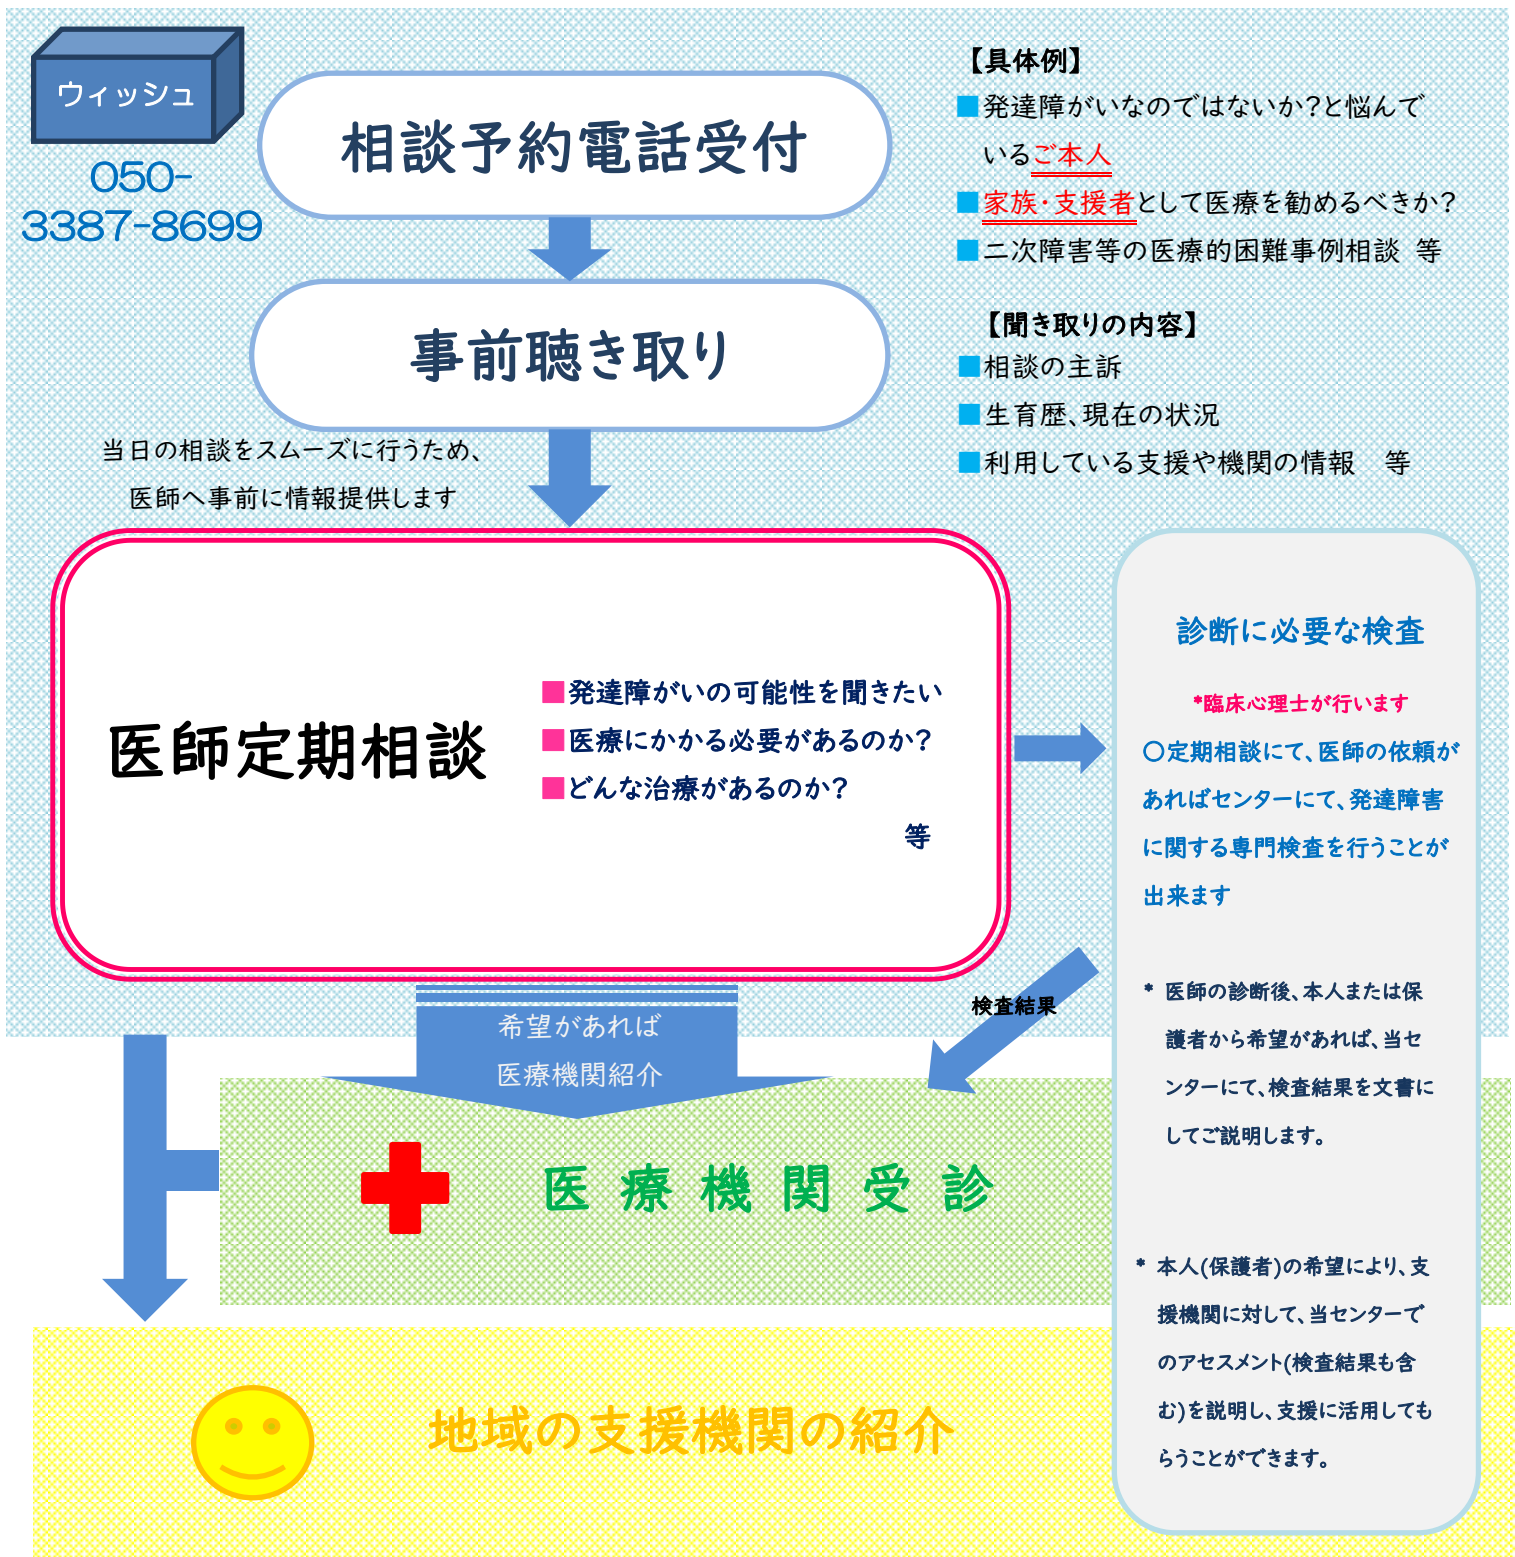 ウィッシュ
050-
3387-8699
相談予約電話受付
【具体例】
■発達障がいなのではないか?と悩んで
いるご本人
■家族・支援者として医療を勧めるべきか?
■二次障害等の医療的困難事例相談 等
事前聴き取り
【聞き取りの内容】
■相談の主訴
■生育歴、現在の状況
■利用している支援や機関の情報 等
当日の相談をスムーズに行うため、
医師へ事前に情報提供します
医師定期相談
■発達障がいの可能性を聞きたい
■医療にかかる必要があるのか?
■どんな治療があるのか?
等
診断に必要な検査
*臨床心理士が行います
〇定期相談にて、医師の依頼が
あればセンターにて、発達障害
に関する専門検査を行うことが
出来ます
* 医師の診断後、本人または保
護者から希望があれば、当セ
ンターにて、検査結果を文書に
してご説明します。
* 本人(保護者)の希望により、支
援機関に対して、当センターで
のアセスメント(検査結果も含
む)を説明し、支援に活用しても
らうことができます。
検査結果
希望があれば
医療機関紹介
医療機関受診
地域の支援機関の紹介